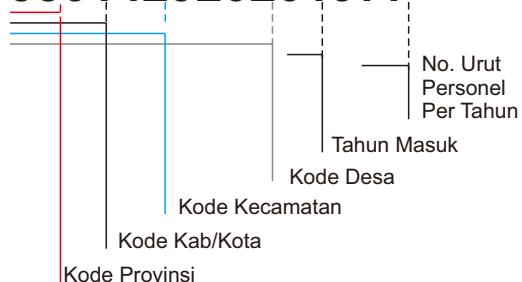 No. Urut
Personel
Per Tahun
Tahun Masuk
Kode Desa
Kode Kecamatan
Kode Kab/Kota
Kode Provinsi